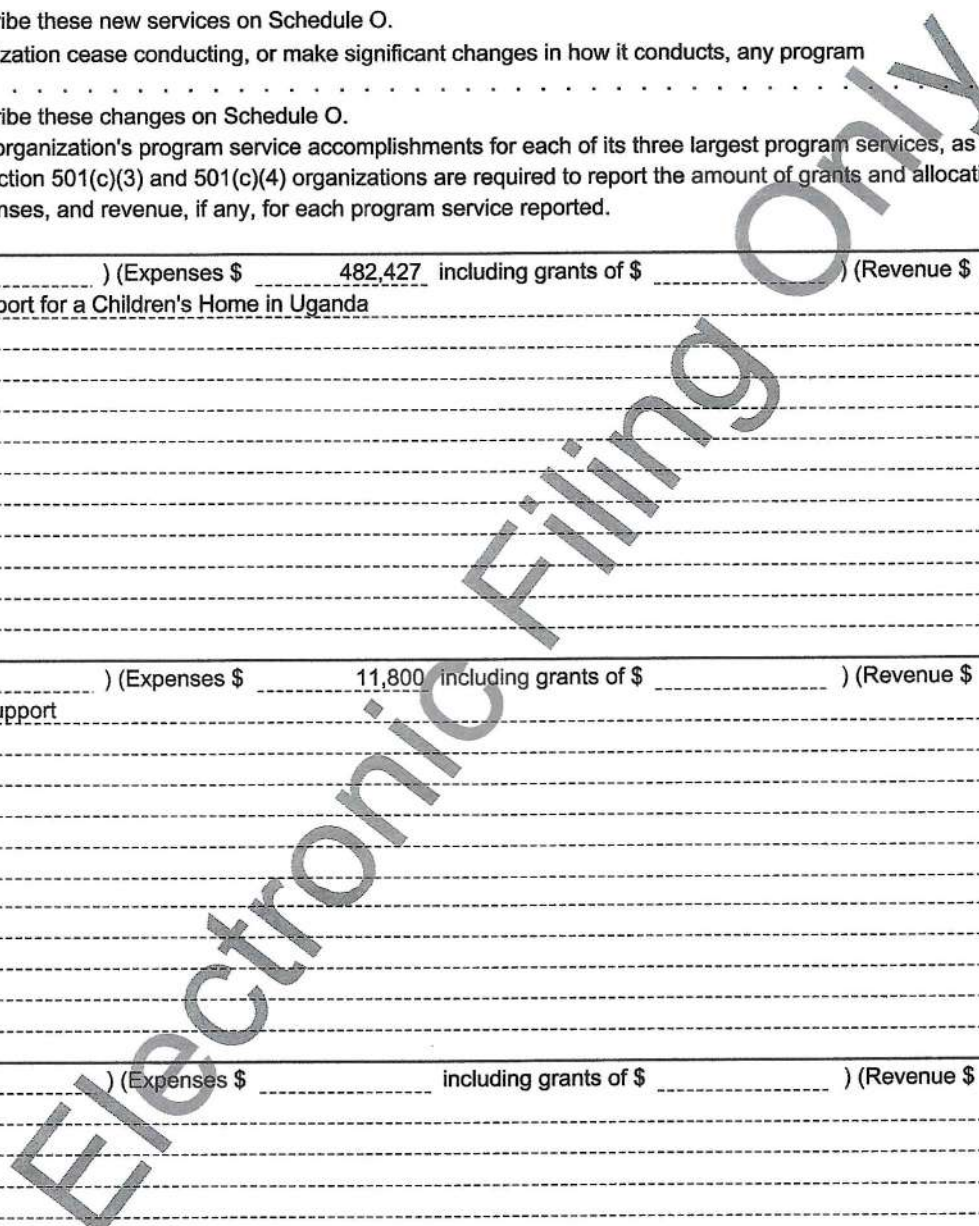 ibe these new services on Schedule O.
zation cease conducting, or make significant changes in how it conducts, any program
ibe these changes on Schedule O.
organization's program service accomplishments for each of its three largest program services, as
ction 501(c)(3) and 501(c)(4) organizations are required to report the amount of grants and allocati
nses, and revenue, if any, for each program service reported.
) (Expenses $ 482,427 including grants of $ ) (Revenue $
port for a Children's Home in Uganda
) (Expenses $ 11,800 including grants of $ ) (Revenue $
upport
) (Expenses $ including grants of $ ) (Revenue $
Electronic Filing Only